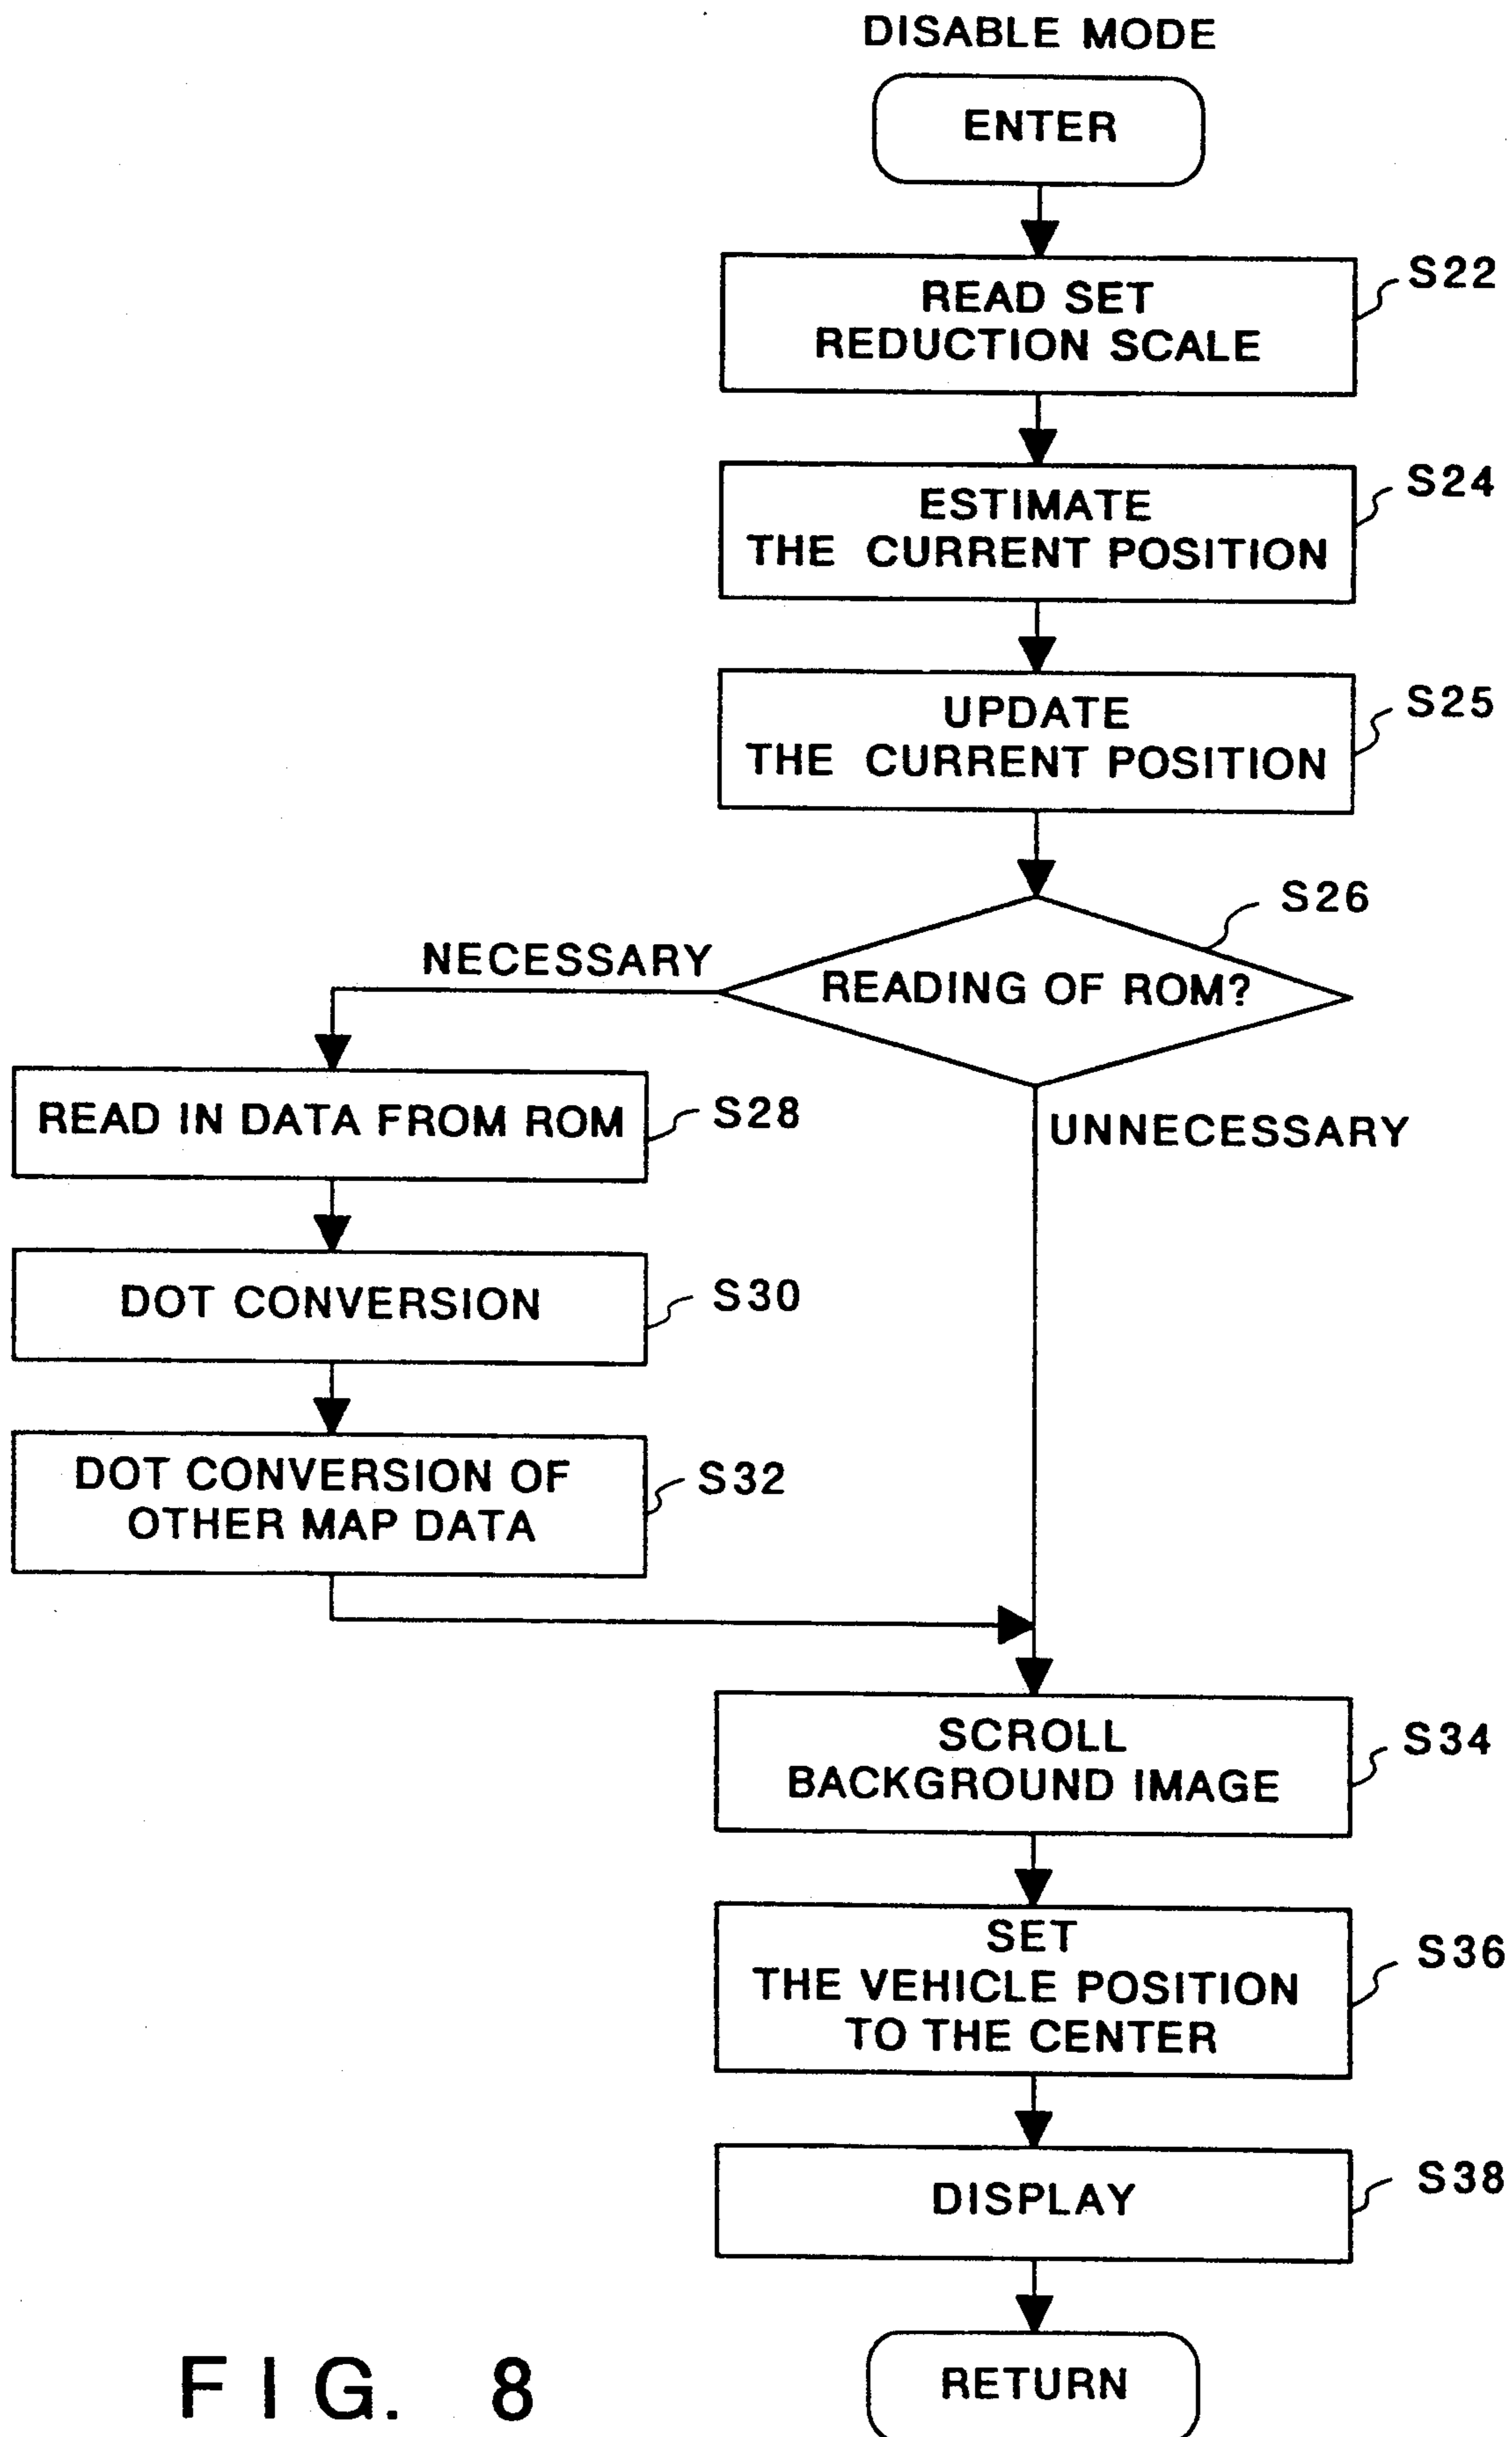 DISABLE MODE
ENTER
READ SET
REDUCTION SCALE
S22
ESTIMATE
THE CURRENT POSITION
S24
UPDATE
THE CURRENT POSITION
S25
READING OF ROM?
S26
NECESSARY
UNNECESSARY
READ IN DATA FROM ROM
S28
DOT CONVERSION
S30
DOT CONVERSION OF
OTHER MAP DATA
S32
SCROLL
BACKGROUND IMAGE
S34
SET
THE VEHICLE POSITION
TO THE CENTER
S36
DISPLAY
S38
RETURN
FIG. 8